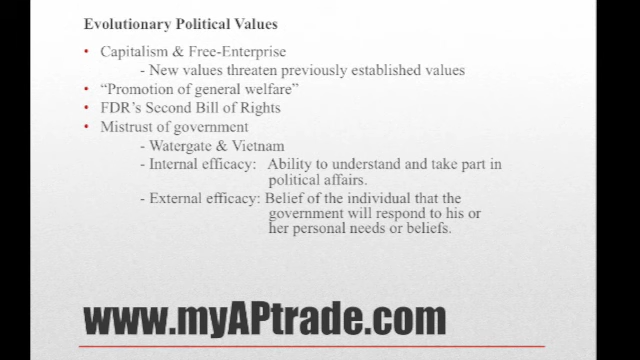 Evolutionary Political Values
• Capitalism & Free-Enterprise
- New values threaten previously established values
• “Promotion of general welfare”
• FDR’s Second Bill of Rights
• Mistrust of government
- Watergate & Vietnam
- Internal efficacy: Ability to understand and take part in
political affairs.
- External efficacy: Belief of the individual that the
government will respond to his or
her personal needs or beliefs.
www.myAPtrade.com